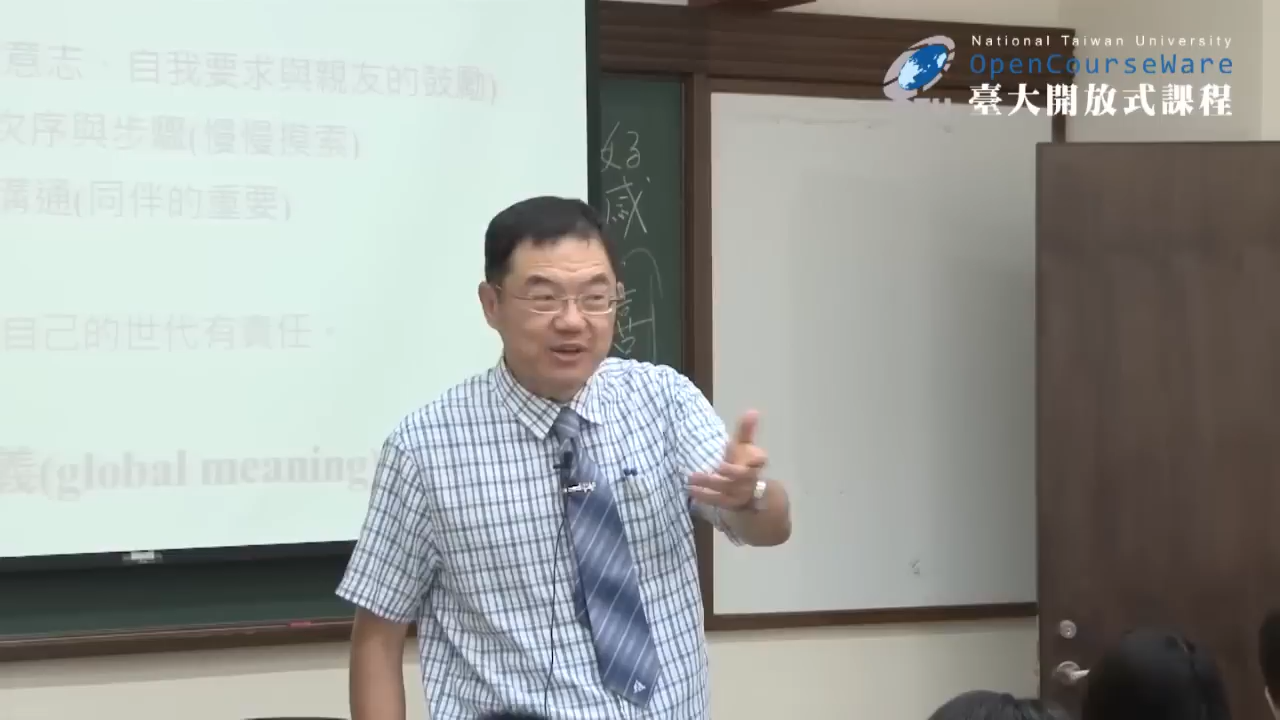 National Taiwan University
OpenCourseWare
臺大開放式課程
意志、自我要求與親友的鼓勵)
次序與步驟(慢慢摸索)
溝通(同伴的重要)
自己的世代有責任。
義(global meaning)
好
感